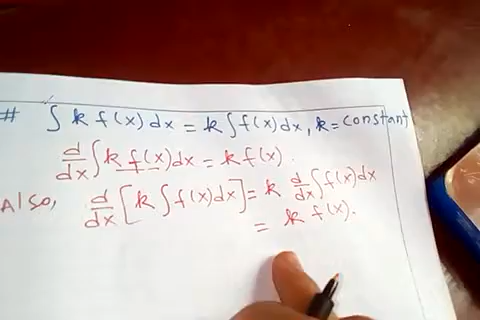 # ∫ k f(x) dx = k ∫ f(x) dx, k = constant
d/dx ∫ k f(x) dx = k f(x).
Also, d/dx [k ∫ f(x) dx] = k d/dx ∫ f(x) dx
= k f(x).